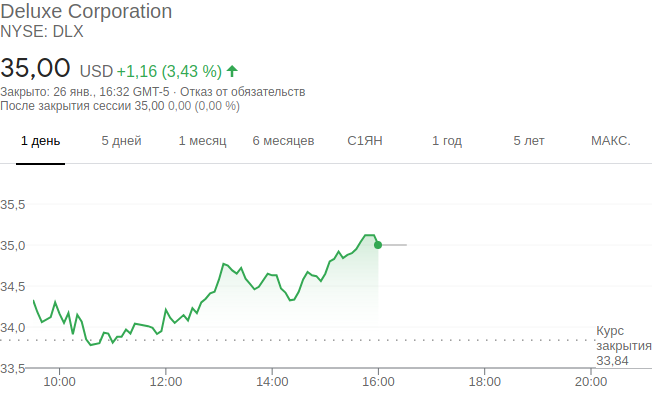 Deluxe Corporation
NYSE: DLX
35,00 USD +1,16 (3,43 %)
Закрыто: 26 янв., 16:32 GMT-5 · Отказ от обязательств
После закрытия сессии 35,00 0,00 (0,00 %)
1 день 5 дней 1 месяц 6 месяцев С1ЯН 1 год 5 лет МАКС.
35,5
35,0
34,5
34,0
Курс
закрытия
33,84
33,5
10:00 12:00 14:00 16:00 18:00 20:00